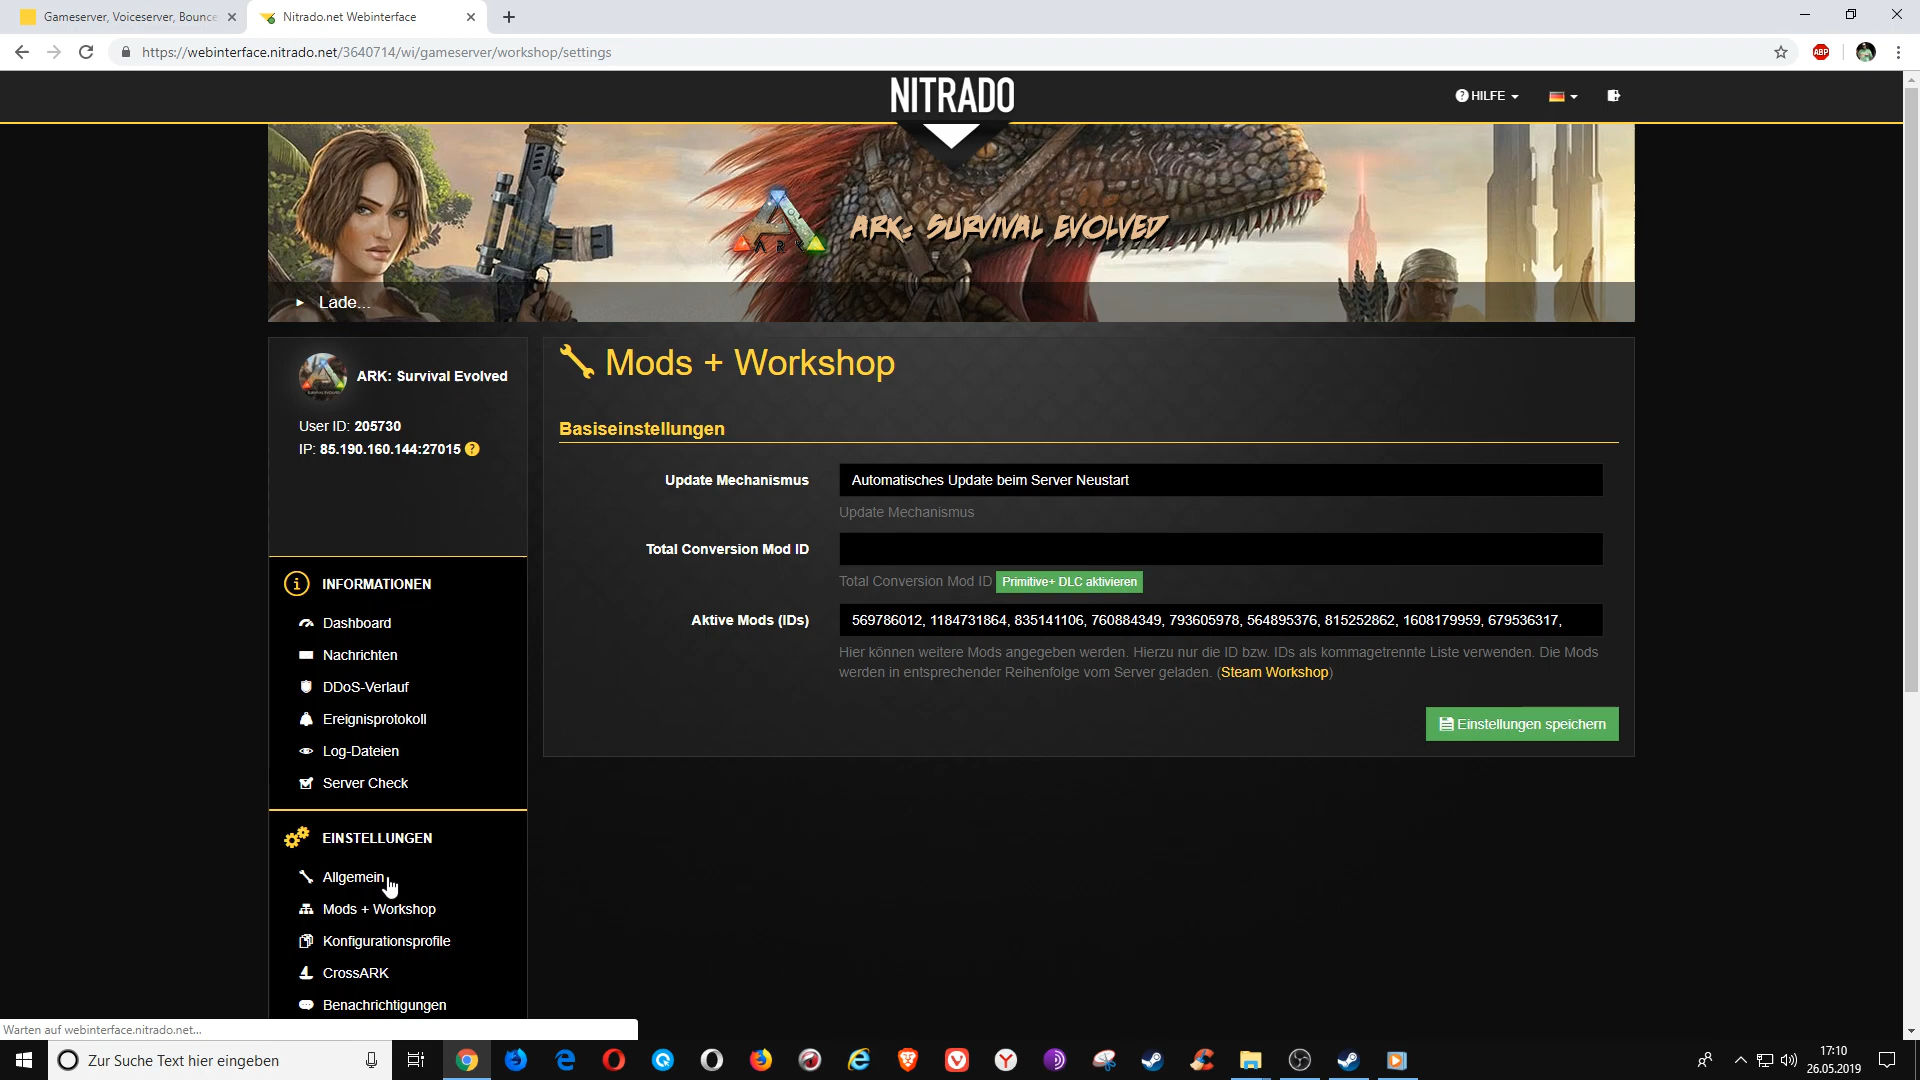 Gameserver, Voiceserver, Bounce
Nitrado.net Webinterface
https://webinterface.nitrado.net/3640714/wi/gameserver/workshop/settings
ABP
NITRADO
HILFE
ARK
ARK: SURVIVAL EVOLVED
Lade...
ARK: Survival Evolved
User ID: 205730
IP: 85.190.160.144:27015
INFORMATIONEN
Dashboard
Nachrichten
DDoS-Verlauf
Ereignisprotokoll
Log-Dateien
Server Check
EINSTELLUNGEN
Allgemein
Mods + Workshop
Konfigurationsprofile
CrossARK
Benachrichtigungen
Mods + Workshop
Basiseinstellungen
Update Mechanismus
Automatisches Update beim Server Neustart
Update Mechanismus
Total Conversion Mod ID
Total Conversion Mod ID Primitive+ DLC aktivieren
Aktive Mods (IDs)
569786012, 1184731864, 835141106, 760884349, 793605978, 564895376, 815252862, 1608179959, 679536317,
Hier können weitere Mods angegeben werden. Hierzu nur die ID bzw. IDs als kommagetrennte Liste verwenden. Die Mods
werden in entsprechender Reihenfolge vom Server geladen. (Steam Workshop)
Einstellungen speichern
Warten auf webinterface.nitrado.net...
Zur Suche Text hier eingeben
17:10
26.05.2019